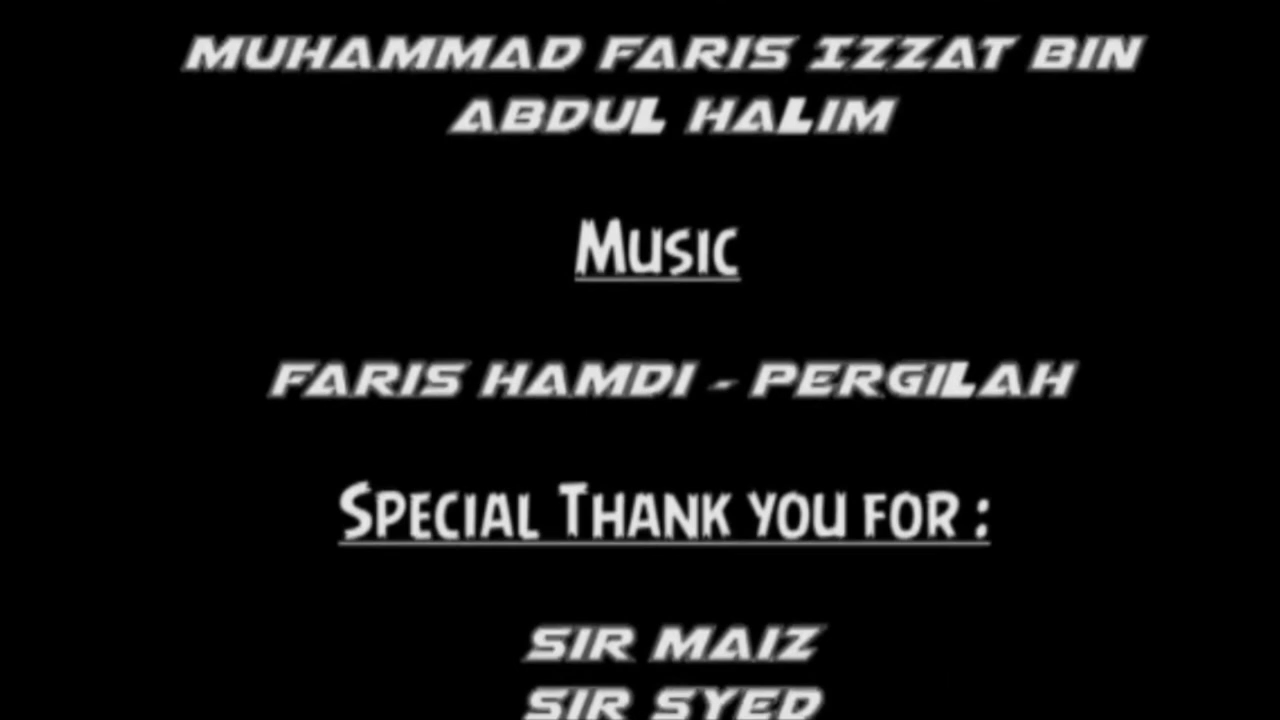 MUHAMMAD FARIS IZZAT BIN
ABDUL HALIM
Music
FARIS HAMDI - PERGILAH
Special Thank you for :
SIR MAIZ
SIR SYED